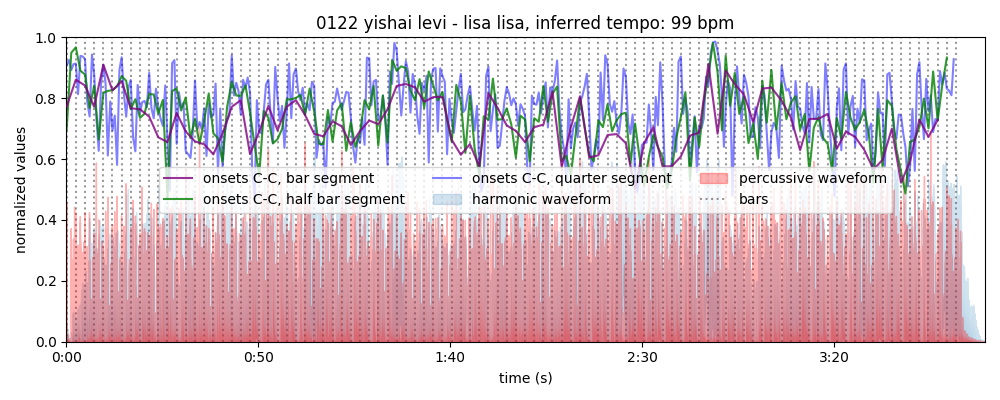 0122 yishai levi - lisa lisa, inferred tempo: 99 bpm
1.0
0.8
0.6
0.4
0.2
0.0
normalized values
onsets C-C, bar segment
onsets C-C, half bar segment
onsets C-C, quarter segment
harmonic waveform
percussive waveform
bars
0:00 0:50 1:40 2:30 3:20
time (s)